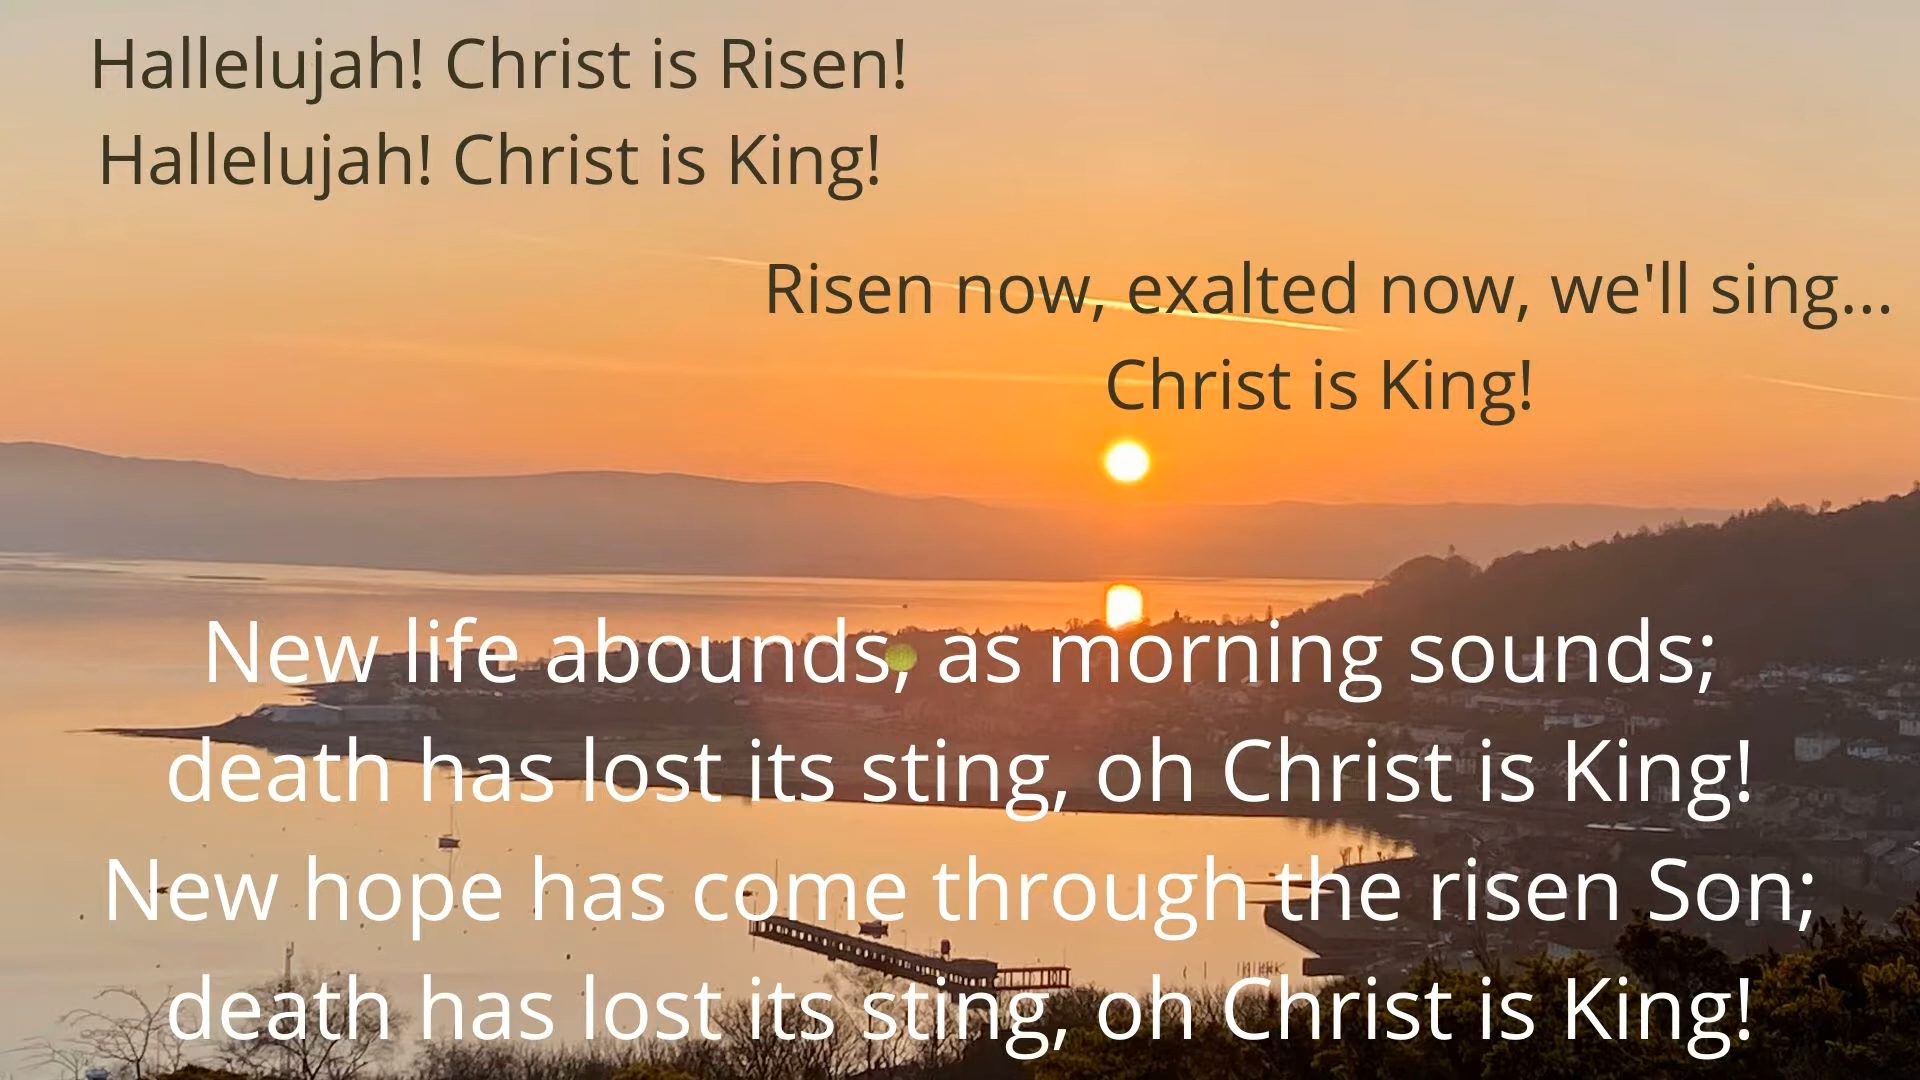 Hallelujah! Christ is Risen!
Hallelujah! Christ is King!
Risen now, exalted now, we'll sing...
Christ is King!
New life abounds, as morning sounds;
death has lost its sting, oh Christ is King!
New hope has come through the risen Son;
death has lost its sting, oh Christ is King!